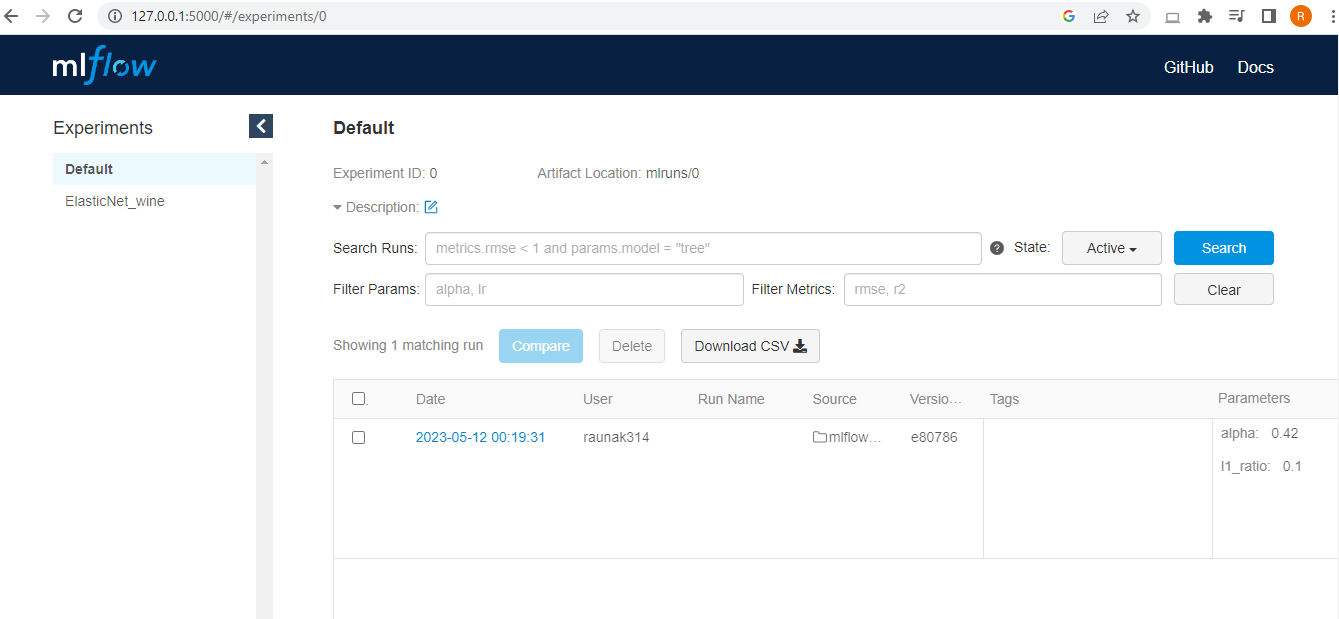 127.0.0.1:5000/#/experiments/0
R
mlflow
GitHub Docs
Experiments
Default
ElasticNet_wine
Default
Experiment ID: 0 Artifact Location: mlruns/0
Description:
Search Runs: metrics.rmse < 1 and params.model = "tree" ? State: Active Search
Filter Params: alpha, lr Filter Metrics: rmse, r2 Clear
Showing 1 matching run Compare Delete Download CSV
Date User Run Name Source Versio... Tags Parameters
2023-05-12 00:19:31 raunak314 mlflow... e80786 alpha: 0.42
l1_ratio: 0.1